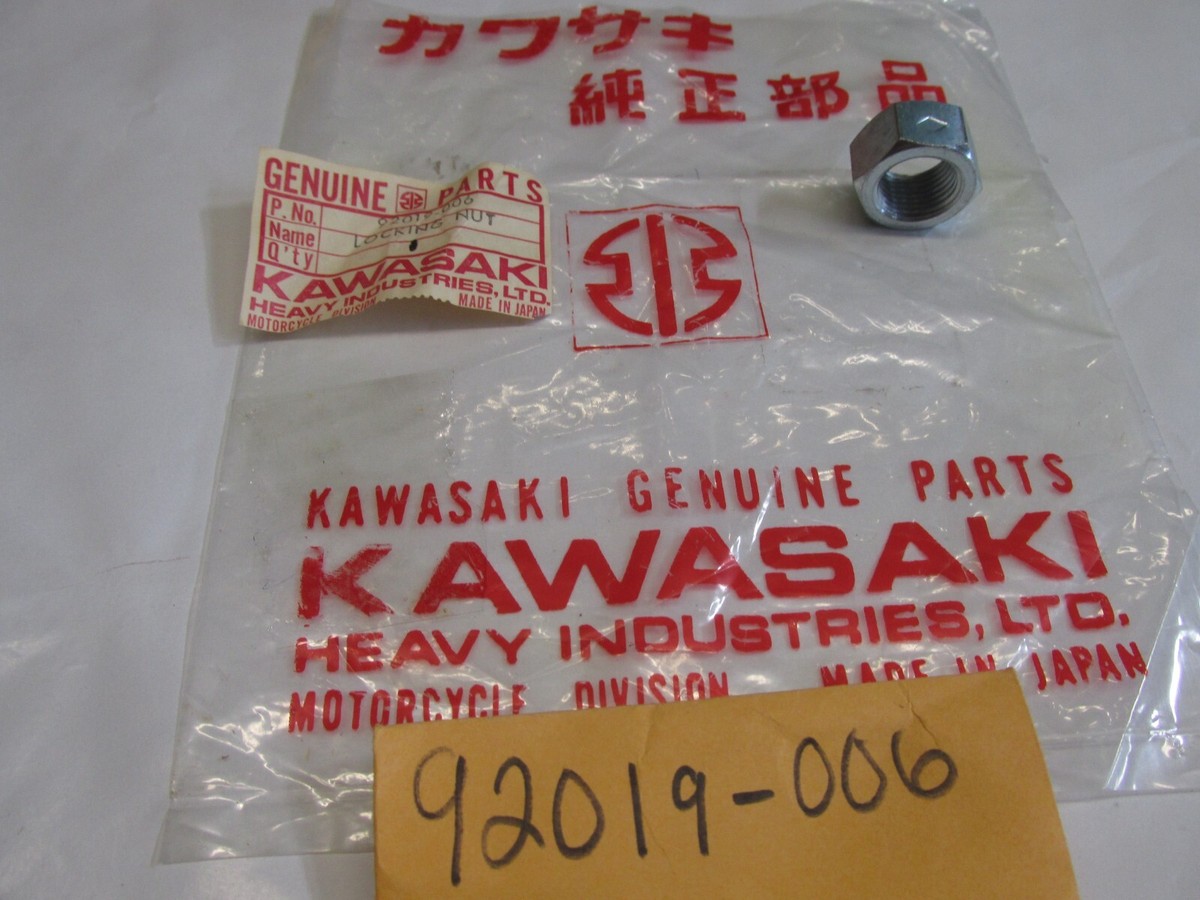 カワサキ
純正部品
GENUINE PARTS
P. No. 92019-006
Name LOCKING NUT
Q'ty
KAWASAKI
HEAVY INDUSTRIES, LTD.
MOTORCYCLE DIVISION MADE IN JAPAN
KAWASAKI GENUINE PARTS
KAWASAKI
HEAVY INDUSTRIES, LTD.
MOTORCYCLE DIVISION MADE IN JAPAN
92019-006